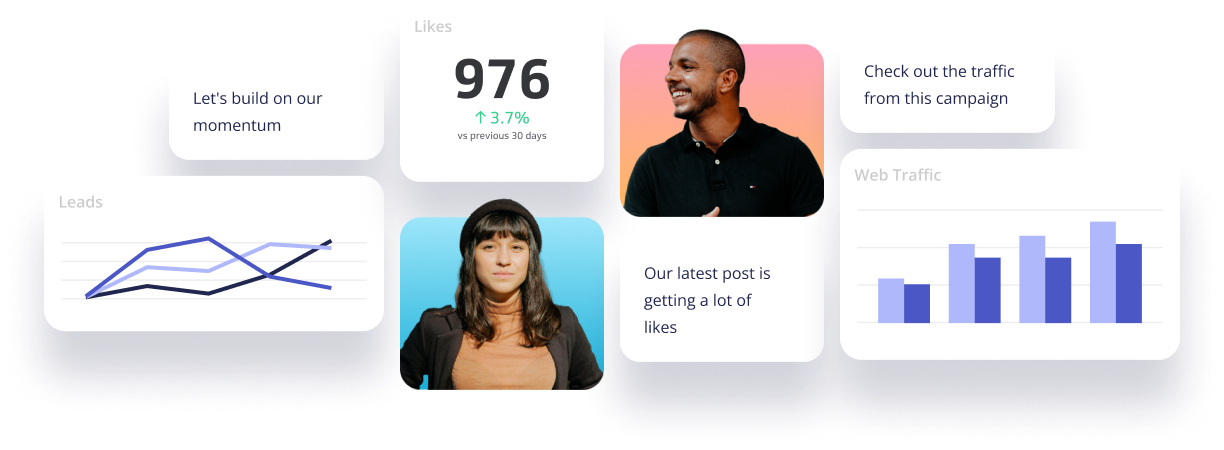 Let's build on our
momentum
Leads
Likes
976
↑ 3.7%
vs previous 30 days
Our latest post is
getting a lot of
likes
Check out the traffic
from this campaign
Web Traffic